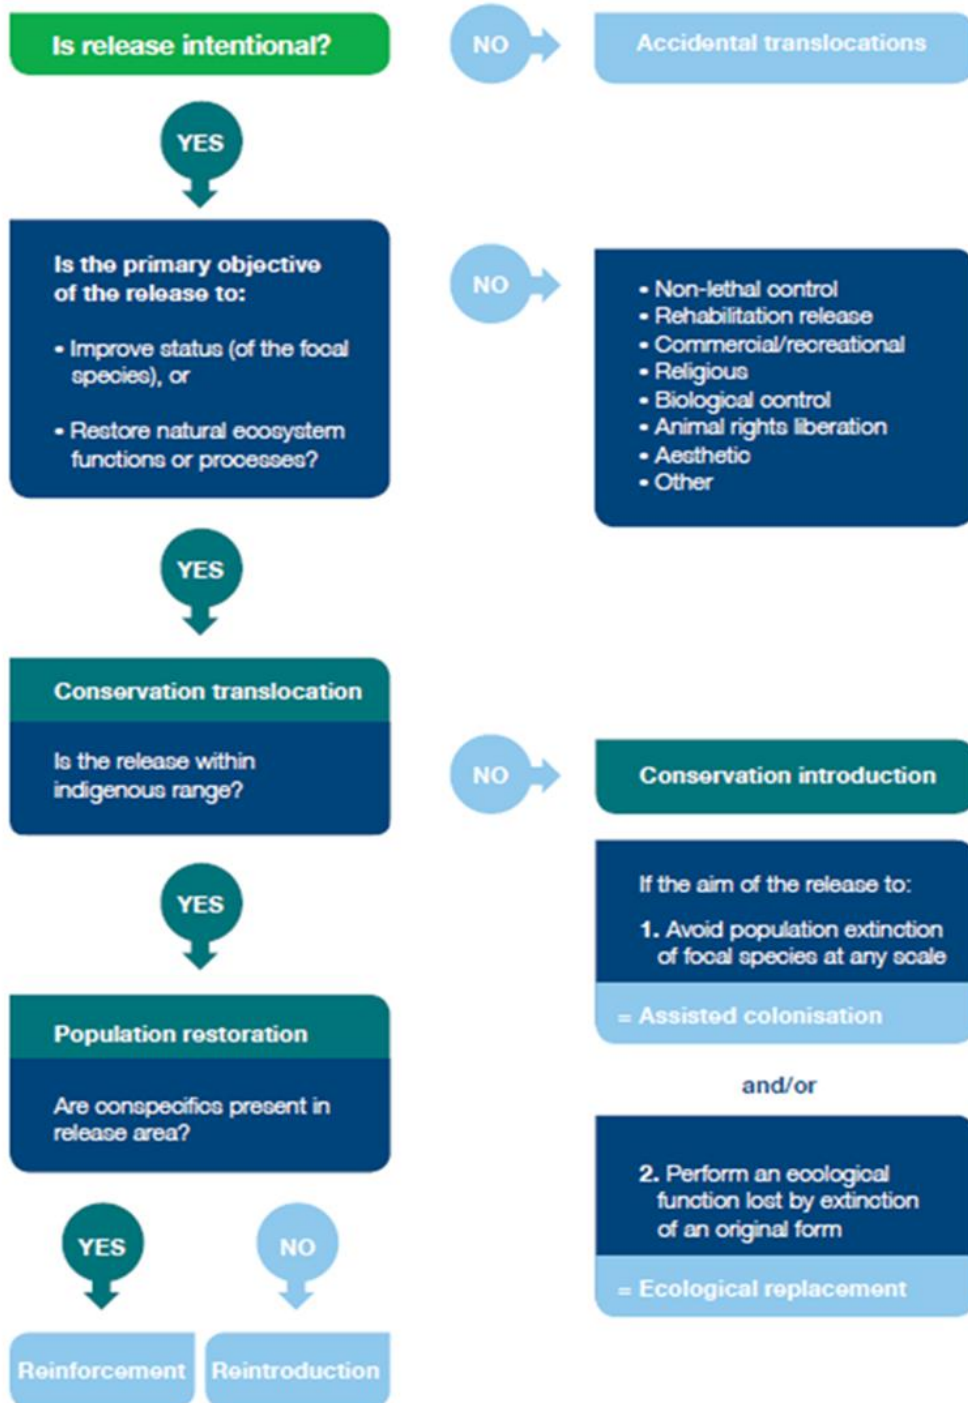 Is release intentional?
NO
Accidental translocations
YES
Is the primary objective
of the release to:
• Improve status (of the focal
species), or
• Restore natural ecosystem
functions or processes?
NO
• Non-lethal control
• Rehabilitation release
• Commercial/recreational
• Religious
• Biological control
• Animal rights liberation
• Aesthetic
• Other
YES
Conservation translocation
Is the release within
indigenous range?
NO
Conservation introduction
If the aim of the release to:
1. Avoid population extinction
of focal species at any scale
= Assisted colonisation
and/or
2. Perform an ecological
function lost by extinction
of an original form
= Ecological replacement
YES
Population restoration
Are conspecifics present in
release area?
YES
NO
Reinforcement
Reintroduction